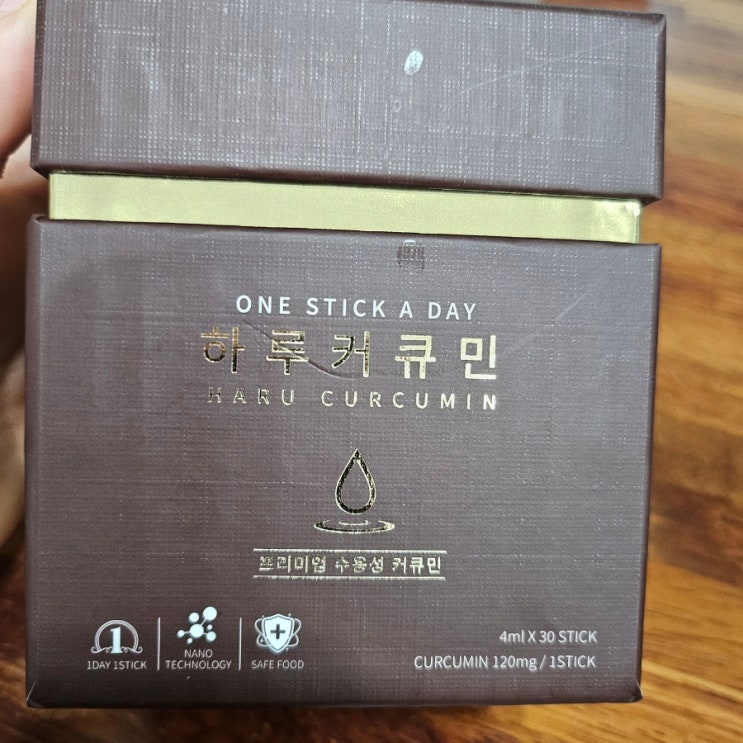 ONE STICK A DAY
하루커큐민
HARU CURCUMIN
프리미엄 수용성 커큐민
1
1DAY 1STICK
NANO
TECHNOLOGY
SAFE FOOD
4ml X 30 STICK
CURCUMIN 120mg / 1STICK